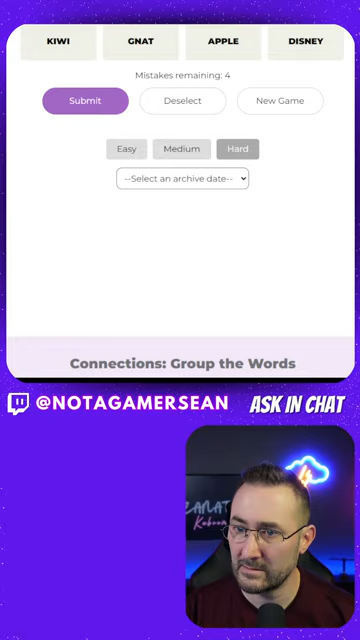 KIWI GNAT APPLE DISNEY
Mistakes remaining: 4
Submit Deselect New Game
Easy Medium Hard
--Select an archive date--
Connections: Group the Words
@NOTAGAMERSEAN ASK IN CHAT